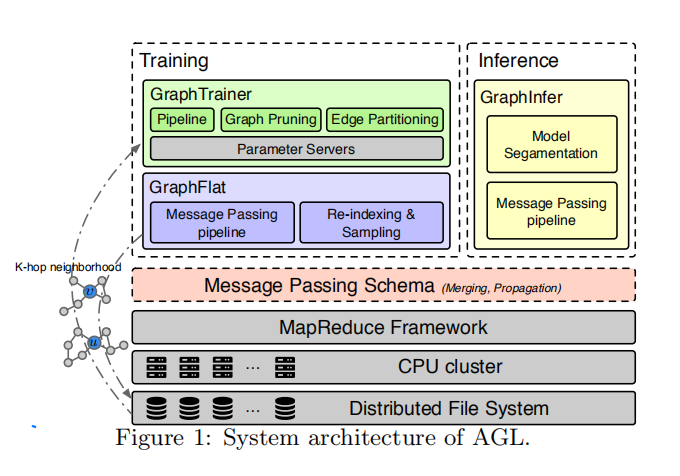 Training
Inference
GraphTrainer
Pipeline
Graph Pruning
Edge Partitioning
Parameter Servers
GraphFlat
Message Passing
pipeline
Re-indexing &
Sampling
GraphInfer
Model
Segamentation
Message Passing
pipeline
K-hop neighborhood
v
u
Message Passing Schema (Merging, Propagation)
MapReduce Framework
... CPU cluster
... Distributed File System
Figure 1: System architecture of AGL.